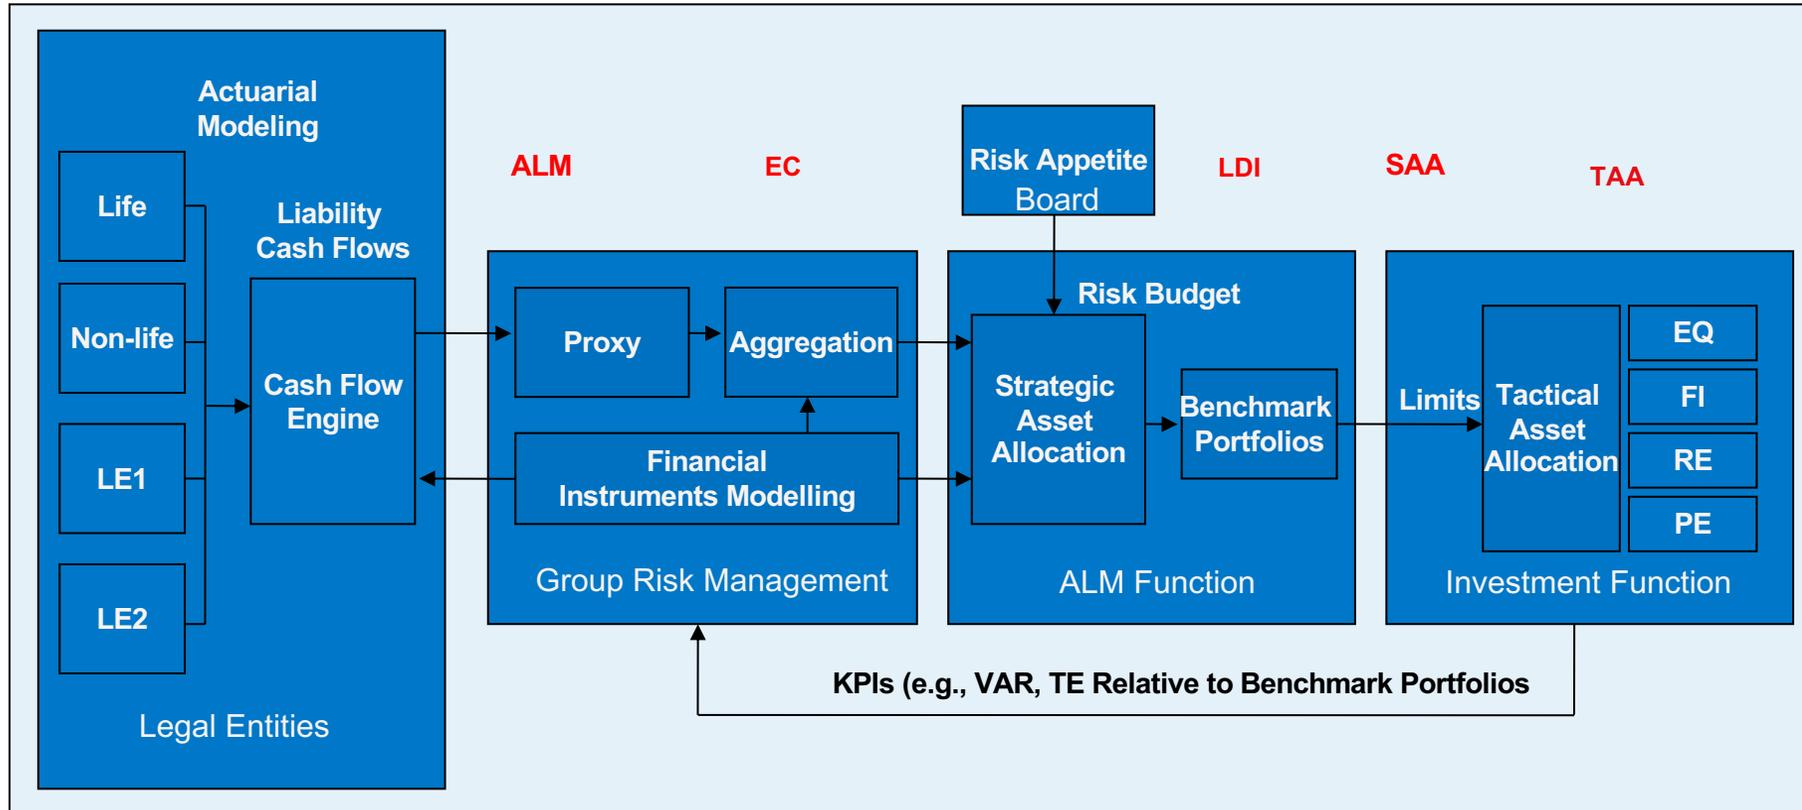 Actuarial
Modeling
Life
Non-life
LE1
LE2
Liability
Cash Flows
Cash Flow
Engine
Legal Entities
ALM
EC
Proxy
Aggregation
Financial
Instruments Modelling
Group Risk Management
Risk Appetite
Board
LDI
Risk Budget
Strategic
Asset
Allocation
Benchmark
Portfolios
ALM Function
SAA
TAA
Limits
Tactical
Asset
Allocation
EQ
FI
RE
PE
Investment Function
KPIs (e.g., VAR, TE Relative to Benchmark Portfolios